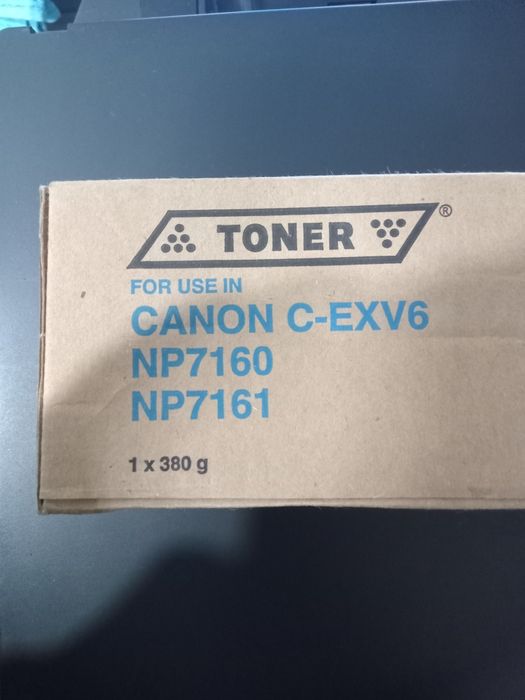 TONER ®
FOR USE IN
CANON C-EXV6
NP7160
NP7161
1 x 380 g